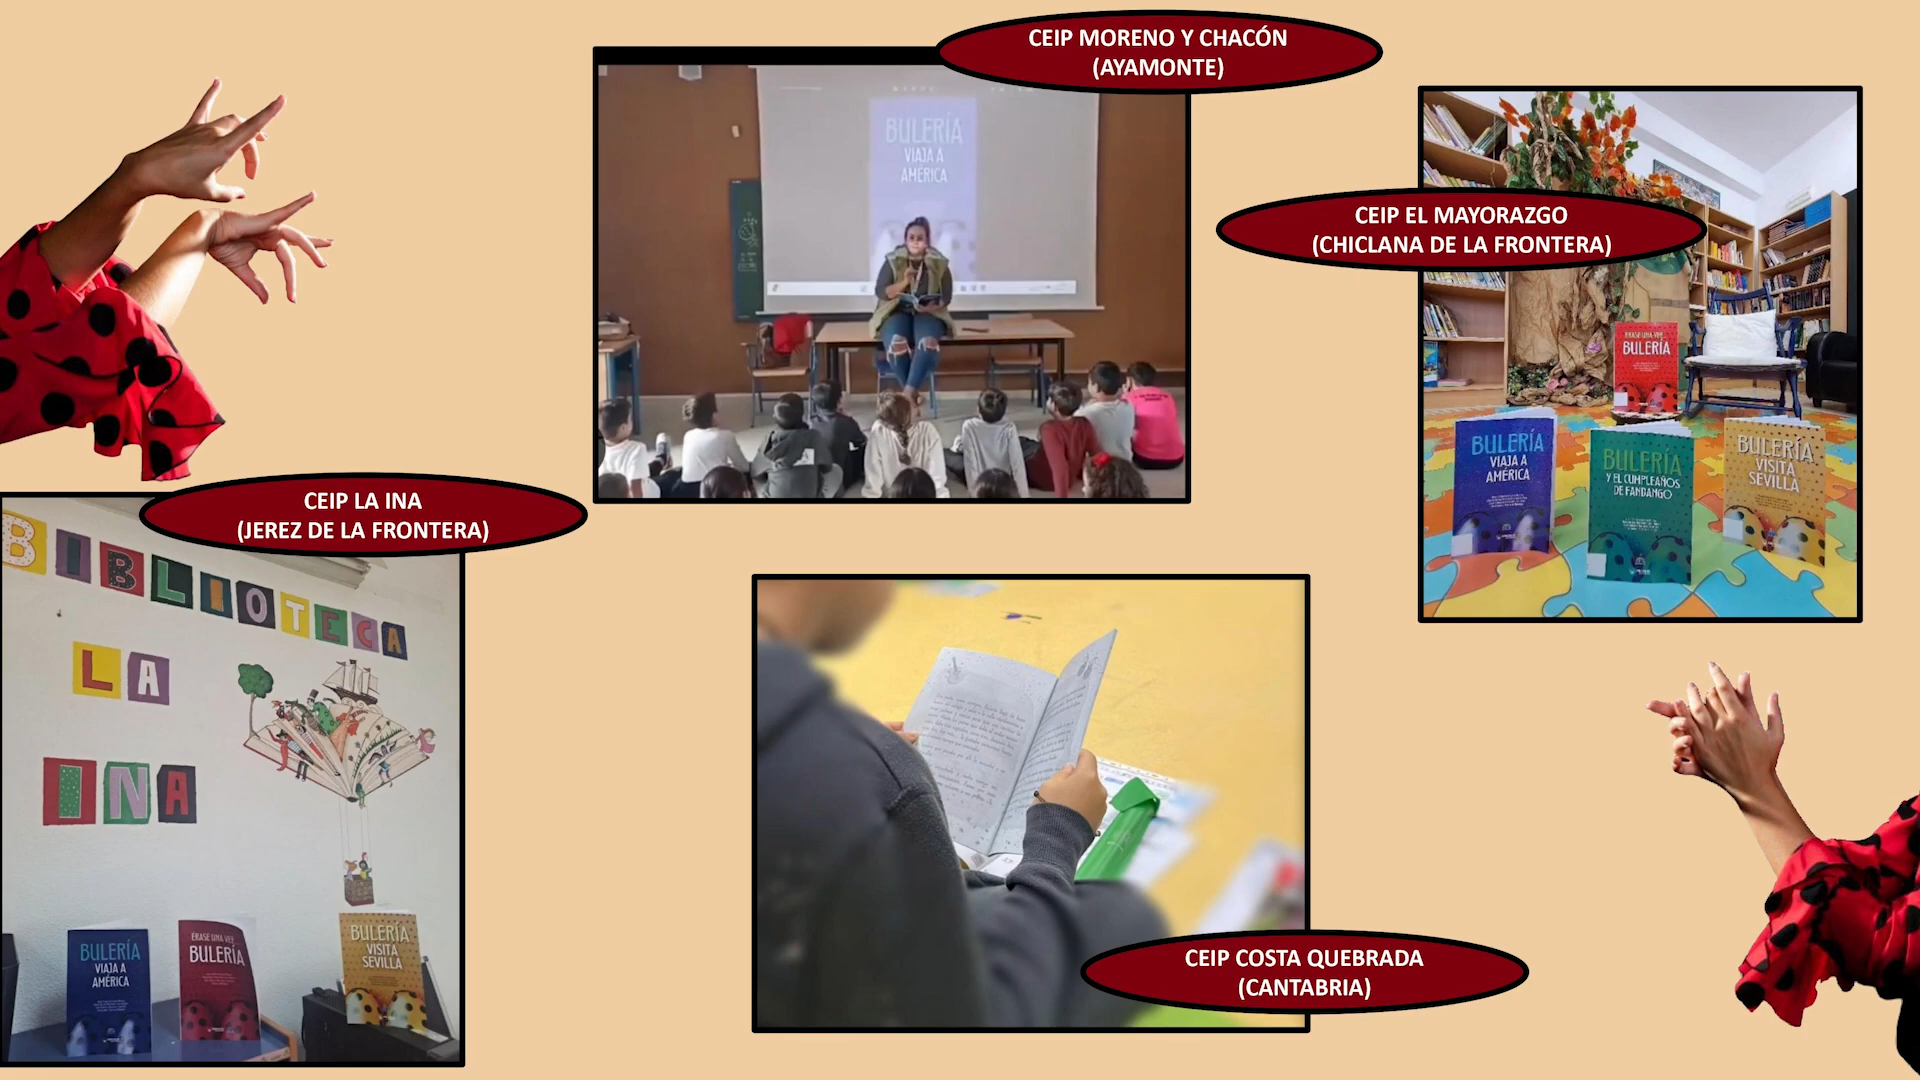 CEIP MORENO Y CHACÓN
(AYAMONTE)
BULERÍA
VIAJA A
AMÉRICA
CEIP EL MAYORAZGO
(CHICLANA DE LA FRONTERA)
ÉRASE UNA VEZ
BULERÍA
BULERÍA
VIAJA A
AMÉRICA
BULERÍA
Y EL CUMPLEAÑOS
DE FANDANGO
BULERÍA
VISITA
SEVILLA
CEIP LA INA
(JEREZ DE LA FRONTERA)
BIBLIOTECA
LA
INA
BULERÍA
VIAJA A
AMÉRICA
ÉRASE UNA VEZ
BULERÍA
BULERÍA
VISITA
SEVILLA
CEIP COSTA QUEBRADA
(CANTABRIA)